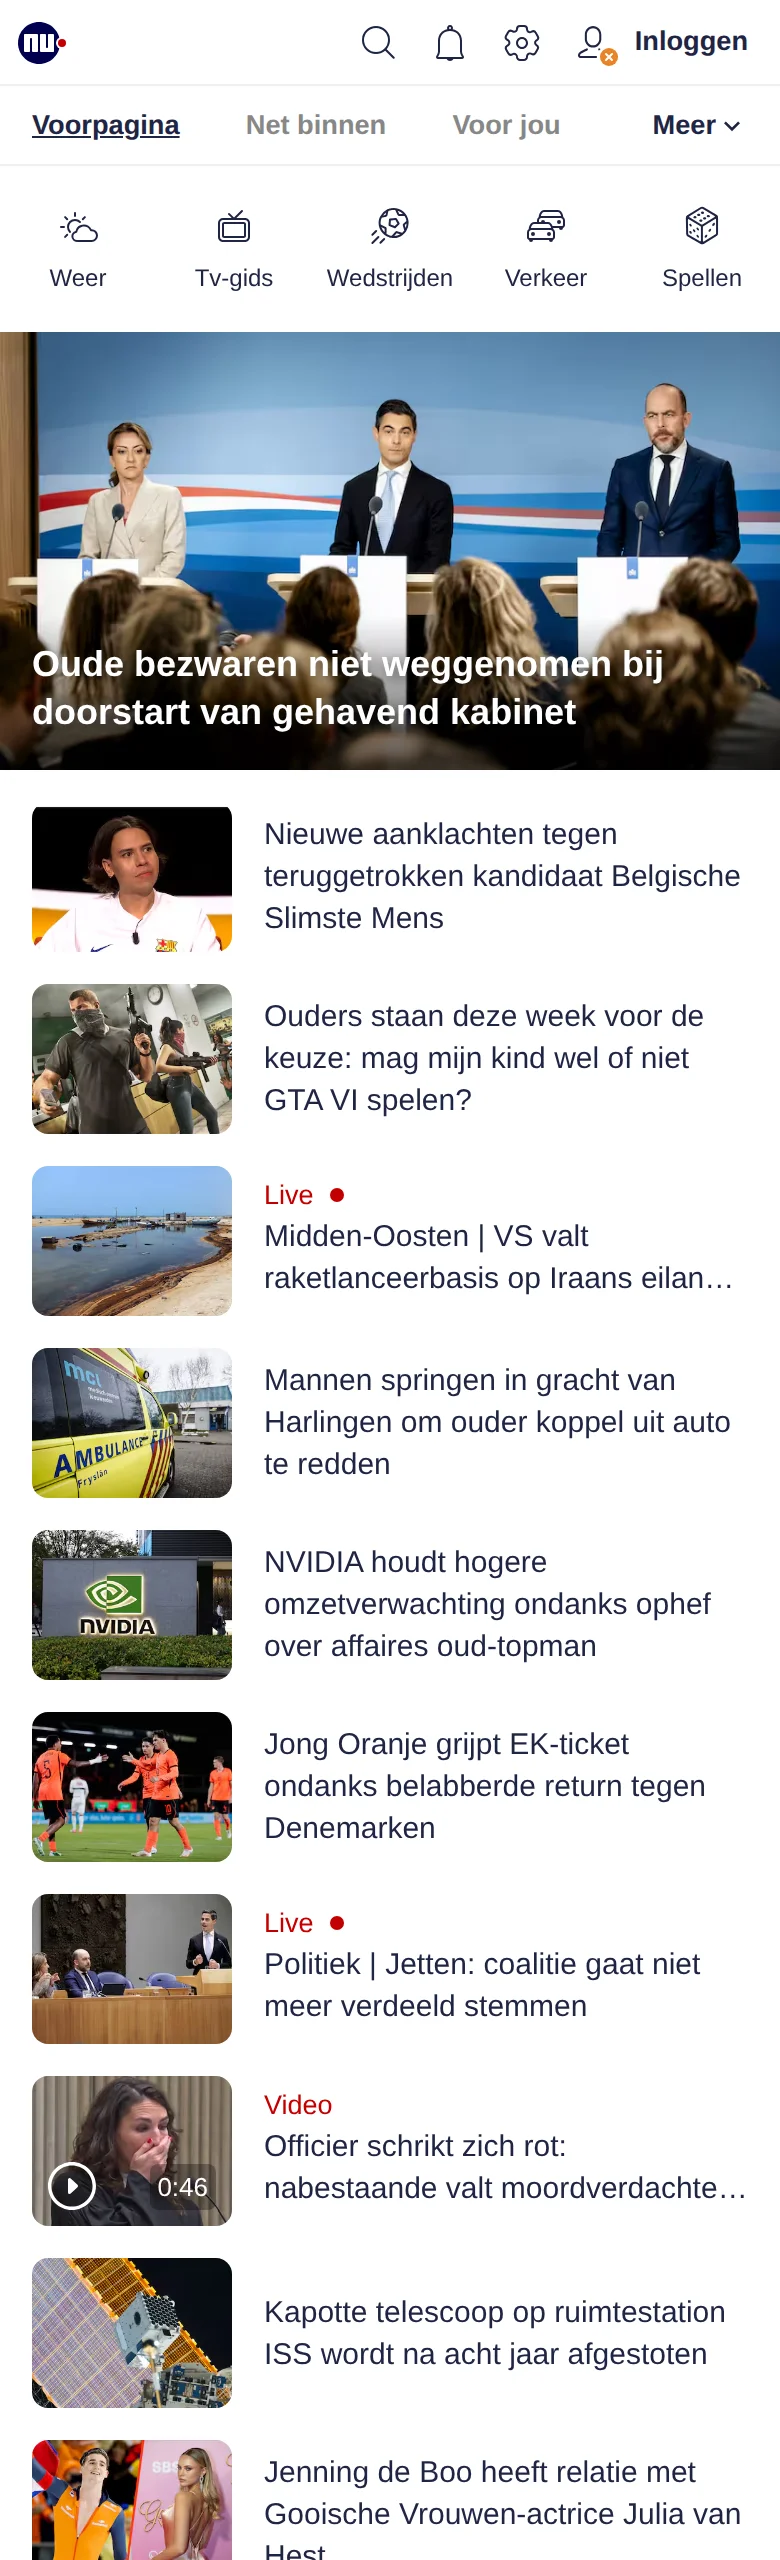 nu
Inloggen
Voorpagina
Net binnen
Voor jou
Meer
Weer
Tv-gids
Wedstrijden
Verkeer
Spellen
Oude bezwaren niet weggenomen bij
doorstart van gehavend kabinet
Nieuwe aanklachten tegen
teruggetrokken kandidaat Belgische
Slimste Mens
Ouders staan deze week voor de
keuze: mag mijn kind wel of niet
GTA VI spelen?
Live
Midden-Oosten | VS valt
raketlanceerbasis op Iraans eilan…
mcl
AMBULANCE
Fryslân
Mannen springen in gracht van
Harlingen om ouder koppel uit auto
te redden
NVIDIA
NVIDIA houdt hogere
omzetverwachting ondanks ophef
over affaires oud-topman
Jong Oranje grijpt EK-ticket
ondanks belabberde return tegen
Denemarken
Live
Politiek | Jetten: coalitie gaat niet
meer verdeeld stemmen
0:46
Video
Officier schrikt zich rot:
nabestaande valt moordverdachte…
Kapotte telescoop op ruimtestation
ISS wordt na acht jaar afgestoten
SBS
Jenning de Boo heeft relatie met
Gooische Vrouwen-actrice Julia van
Hest